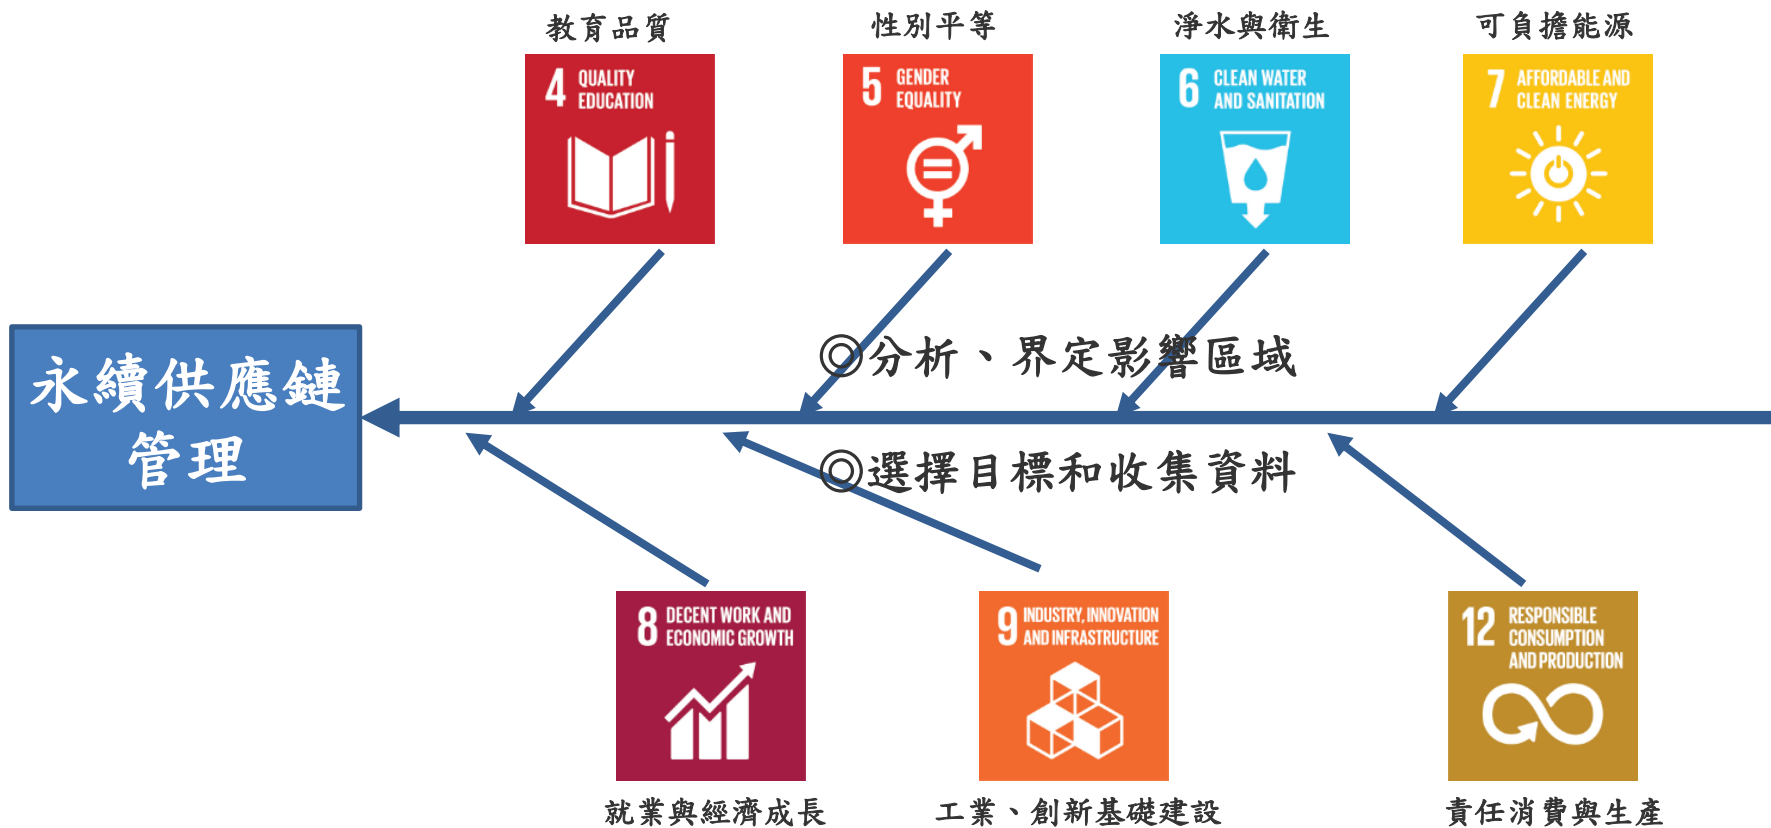 教育品質
性別平等
淨水與衛生
可負擔能源
4 QUALITY
EDUCATION
5 GENDER
EQUALITY
6 CLEAN WATER
AND SANITATION
7 AFFORDABLE AND
CLEAN ENERGY
永續供應鏈
管理
◎分析、界定影響區域
◎選擇目標和收集資料
8 DECENT WORK AND
ECONOMIC GROWTH
9 INDUSTRY, INNOVATION
AND INFRASTRUCTURE
12 RESPONSIBLE
CONSUMPTION
AND PRODUCTION
就業與經濟成長
工業、創新基礎建設
責任消費與生產